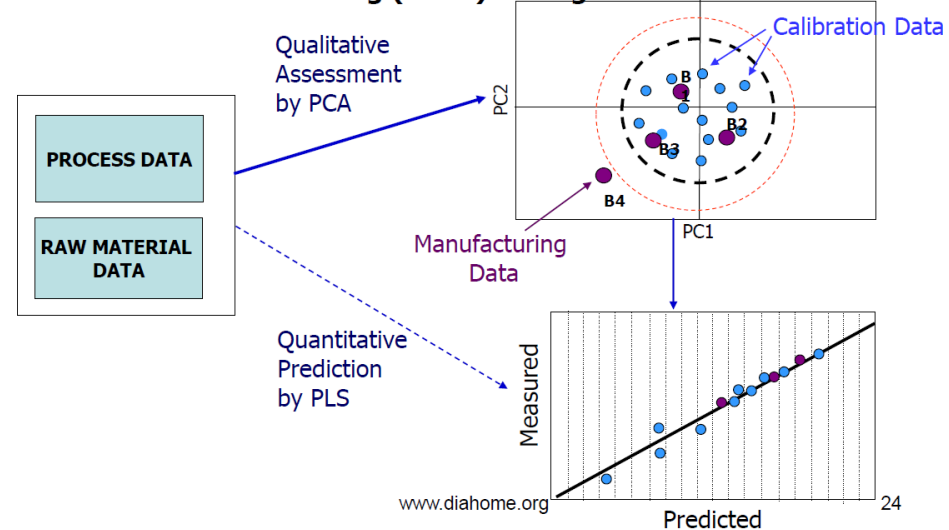 Qualitative
Assessment
by PCA
Calibration Data
PC2
B
1
B2
B3
B4
PC1
PROCESS DATA
RAW MATERIAL
DATA
Manufacturing
Data
Quantitative
Prediction
by PLS
Measured
www.diahome.org
24
Predicted